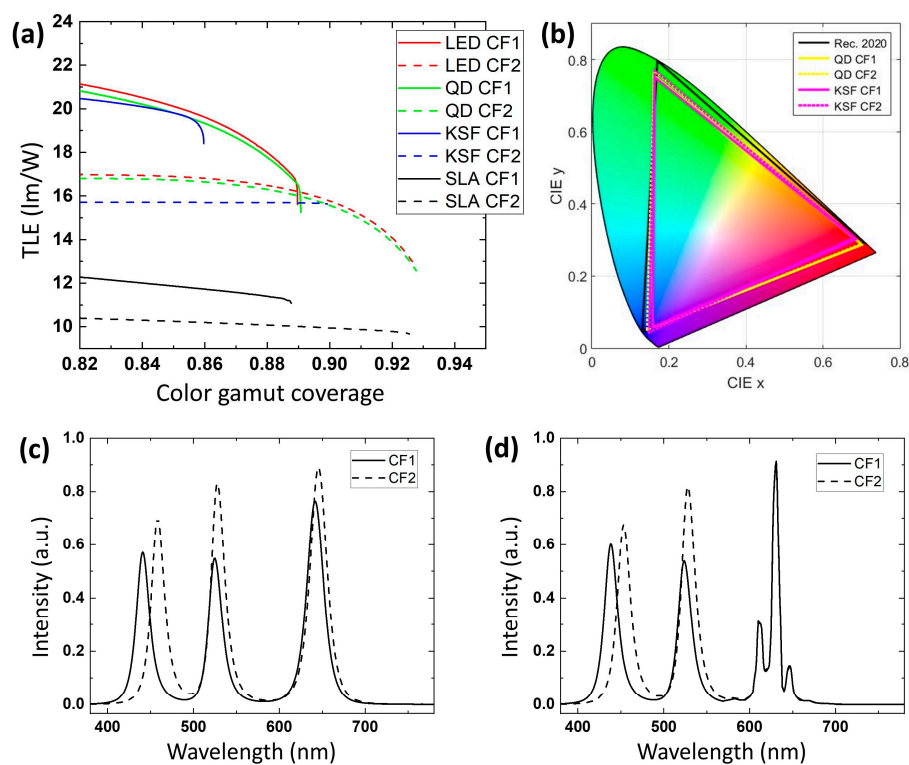 (a)
24
22
20
18
16
14
12
10
TLE (lm/W)
0.82 0.84 0.86 0.88 0.90 0.92 0.94
Color gamut coverage
LED CF1
LED CF2
QD CF1
QD CF2
KSF CF1
KSF CF2
SLA CF1
SLA CF2
(b)
0.8
0.6
0.4
0.2
0
CIE y
0 0.2 0.4 0.6 0.8
CIE x
Rec. 2020
QD CF1
QD CF2
KSF CF1
KSF CF2
(c)
1.0
0.8
0.6
0.4
0.2
0.0
Intensity (a.u.)
400 500 600 700
Wavelength (nm)
CF1
CF2
(d)
1.0
0.8
0.6
0.4
0.2
0.0
Intensity (a.u.)
400 500 600 700
Wavelength (nm)
CF1
CF2